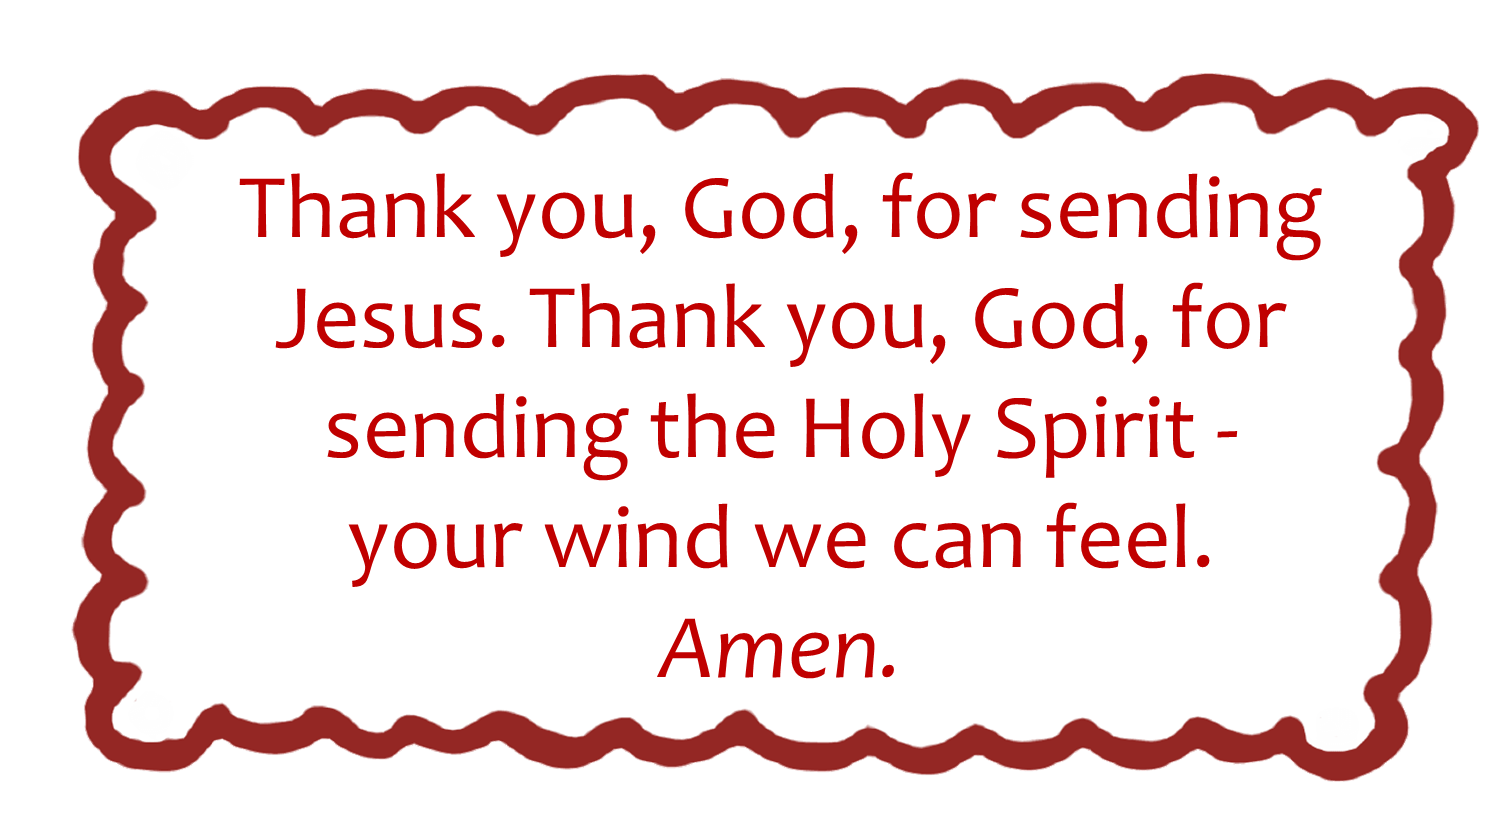 Thank you, God, for sending
Jesus. Thank you, God, for
sending the Holy Spirit -
your wind we can feel.
Amen.